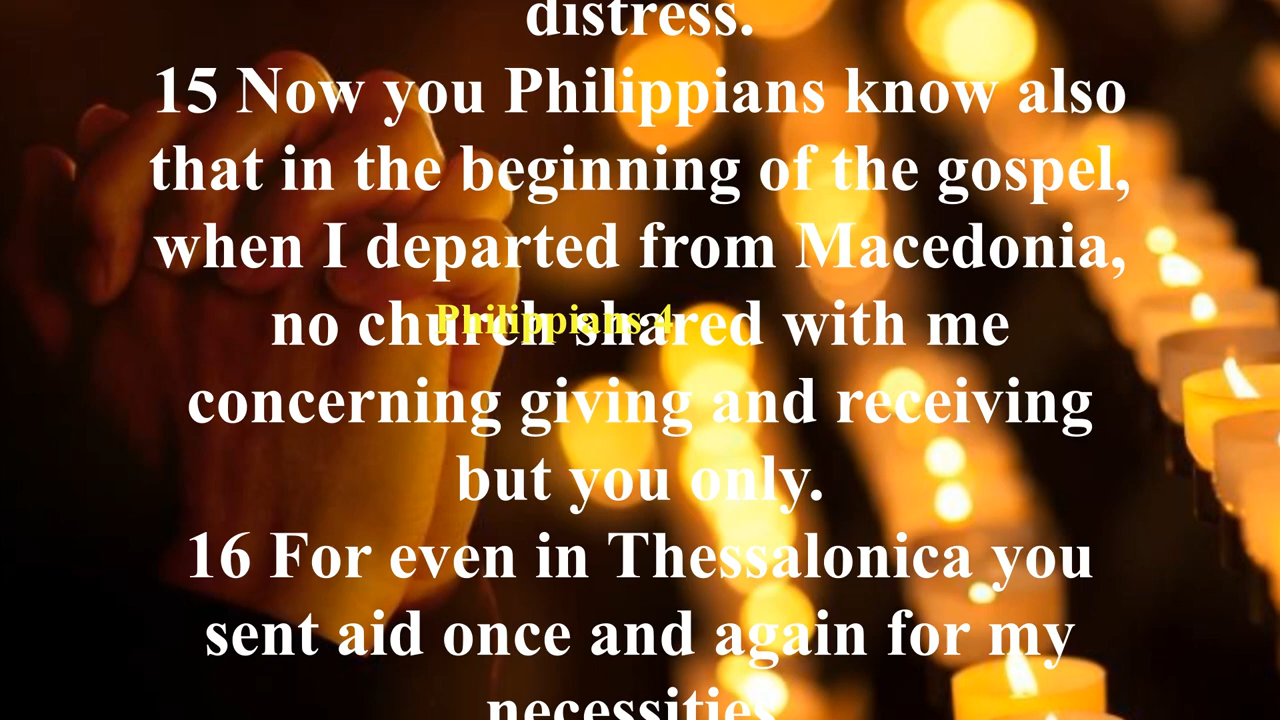 distress.
15 Now you Philippians know also
that in the beginning of the gospel,
when I departed from Macedonia,
no church shared with me
Philippians 4
concerning giving and receiving
but you only.
16 For even in Thessalonica you
sent aid once and again for my
necessities.